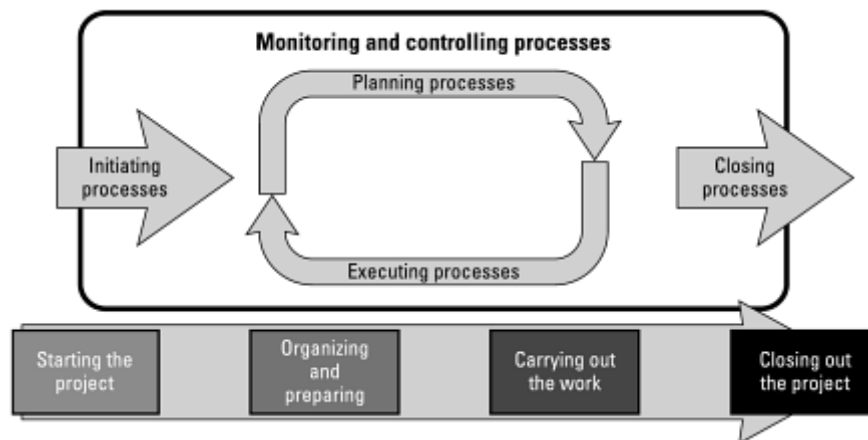 Monitoring and controlling processes
Planning processes
Initiating
processes
Closing
processes
Executing processes
Starting the
project
Organizing
and
preparing
Carrying out
the work
Closing out
the project